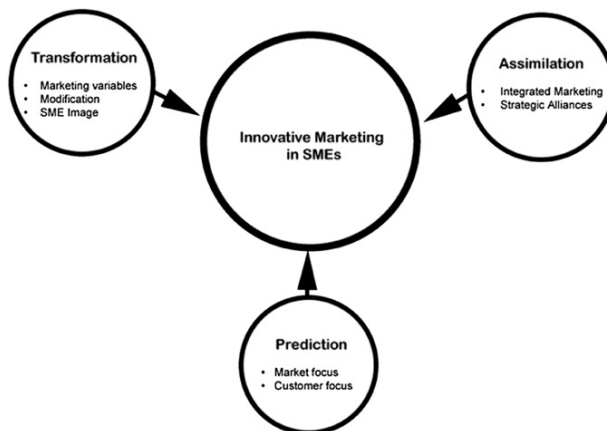 Transformation
• Marketing variables
• Modification
• SME Image
Innovative Marketing
in SMEs
Assimilation
• Integrated Marketing
• Strategic Alliances
Prediction
• Market focus
• Customer focus